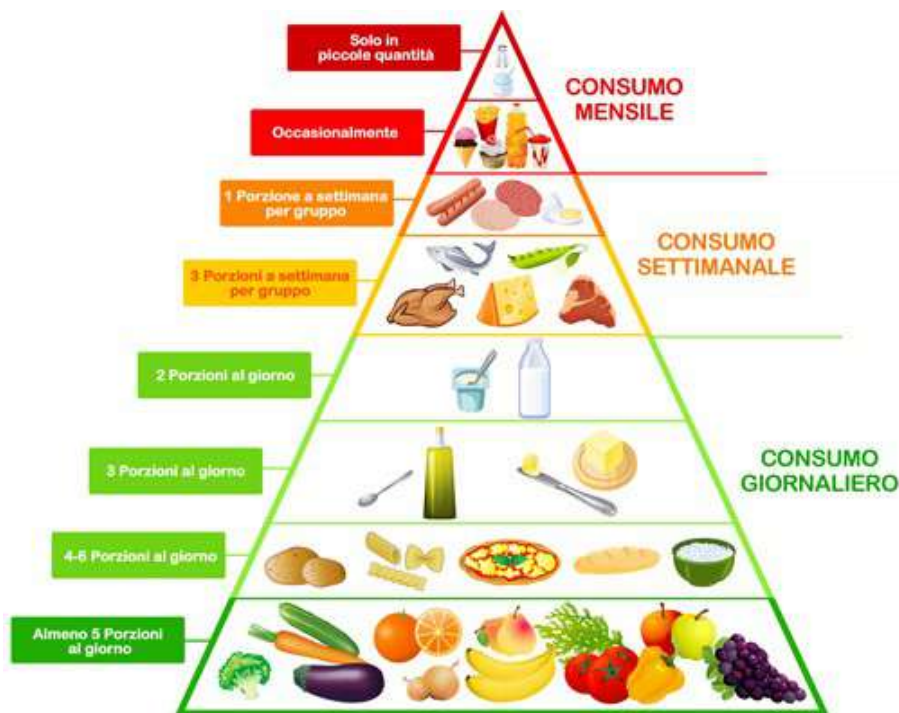 Solo in
piccole quantità
CONSUMO
MENSILE
Occasionalmente
1 Porzione a settimana
per gruppo
CONSUMO
SETTIMANALE
3 Porzioni a settimana
per gruppo
2 Porzioni al giorno
3 Porzioni al giorno
CONSUMO
GIORNALIERO
4-6 Porzioni al giorno
Almeno 5 Porzioni
al giorno